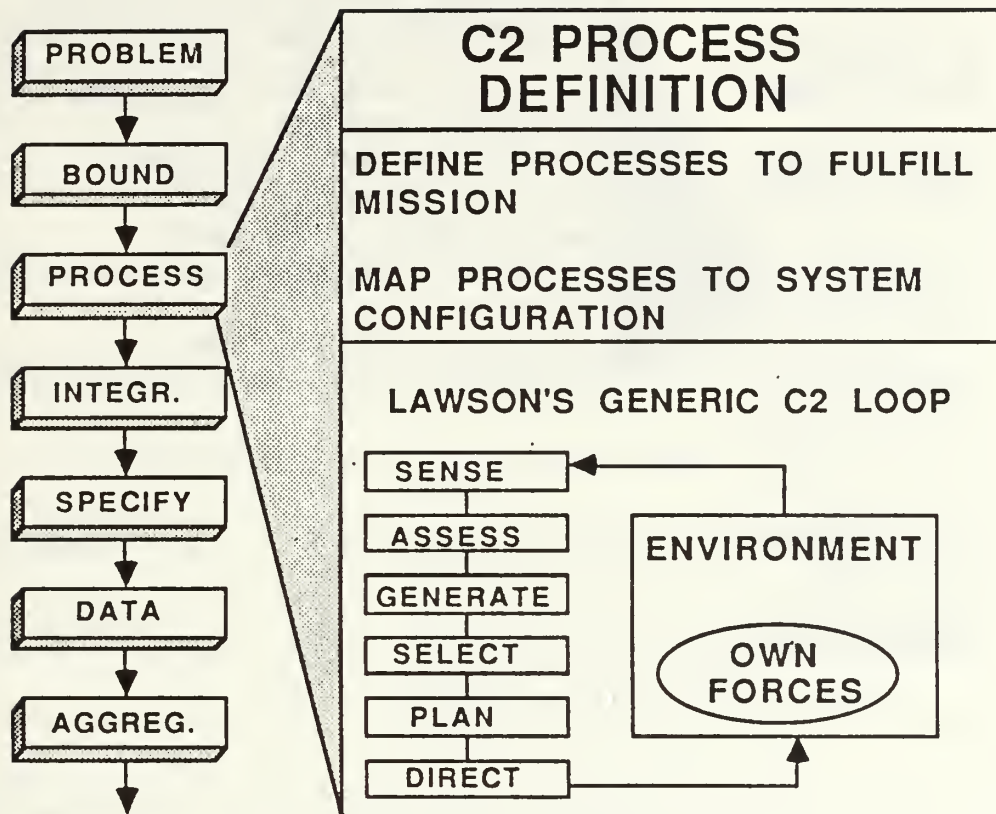 PROBLEM
BOUND
PROCESS
INTEGR.
SPECIFY
DATA
AGGREG.
C2 PROCESS
DEFINITION
DEFINE PROCESSES TO FULFILL
MISSION
MAP PROCESSES TO SYSTEM
CONFIGURATION
LAWSON'S GENERIC C2 LOOP
SENSE
ASSESS
GENERATE
SELECT
PLAN
DIRECT
ENVIRONMENT
OWN
FORCES